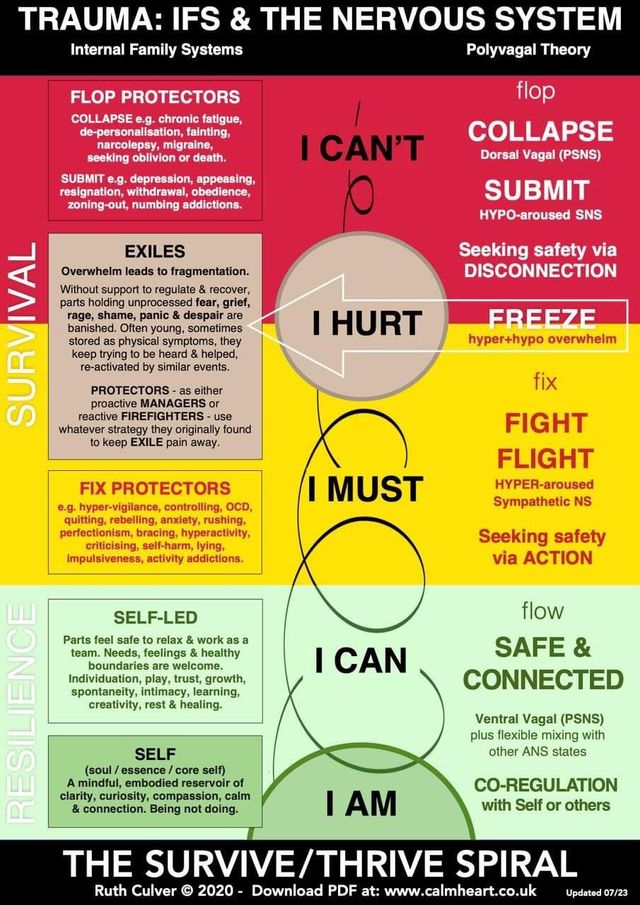 TRAUMA: IFS & THE NERVOUS SYSTEM
Internal Family Systems
Polyvagal Theory
SURVIVAL
FLOP PROTECTORS
COLLAPSE e.g. chronic fatigue,
de-personalisation, fainting,
narcolepsy, migraine,
seeking oblivion or death.
SUBMIT e.g. depression, appeasing,
resignation, withdrawal, obedience,
zoning-out, numbing addictions.
I CAN'T
flop
COLLAPSE
Dorsal Vagal (PSNS)
SUBMIT
HYPO-aroused SNS
Seeking safety via
DISCONNECTION
EXILES
Overwhelm leads to fragmentation.
Without support to regulate & recover,
parts holding unprocessed fear, grief,
rage, shame, panic & despair are
banished. Often young, sometimes
stored as physical symptoms, they
keep trying to be heard & helped,
re-activated by similar events.
PROTECTORS - as either
proactive MANAGERS or
reactive FIREFIGHTERS - use
whatever strategy they originally found
to keep EXILE pain away.
I HURT
FREEZE
hyper+hypo overwhelm
FIX PROTECTORS
e.g. hyper-vigilance, controlling, OCD,
quitting, rebelling, anxiety, rushing,
perfectionism, bracing, hyperactivity,
criticising, self-harm, lying,
impulsiveness, activity addictions.
I MUST
fix
FIGHT
FLIGHT
HYPER-aroused
Sympathetic NS
Seeking safety
via ACTION
RESILIENCE
SELF-LED
Parts feel safe to relax & work as a
team. Needs, feelings & healthy
boundaries are welcome.
Individuation, play, trust, growth,
spontaneity, intimacy, learning,
creativity, rest & healing.
I CAN
flow
SAFE &
CONNECTED
Ventral Vagal (PSNS)
plus flexible mixing with
other ANS states
SELF
(soul / essence / core self)
A mindful, embodied reservoir of
clarity, curiosity, compassion, calm
& connection. Being not doing.
I AM
CO-REGULATION
with Self or others
THE SURVIVE/THRIVE SPIRAL
Ruth Culver © 2020 - Download PDF at: www.calmheart.co.uk
Updated 07/23